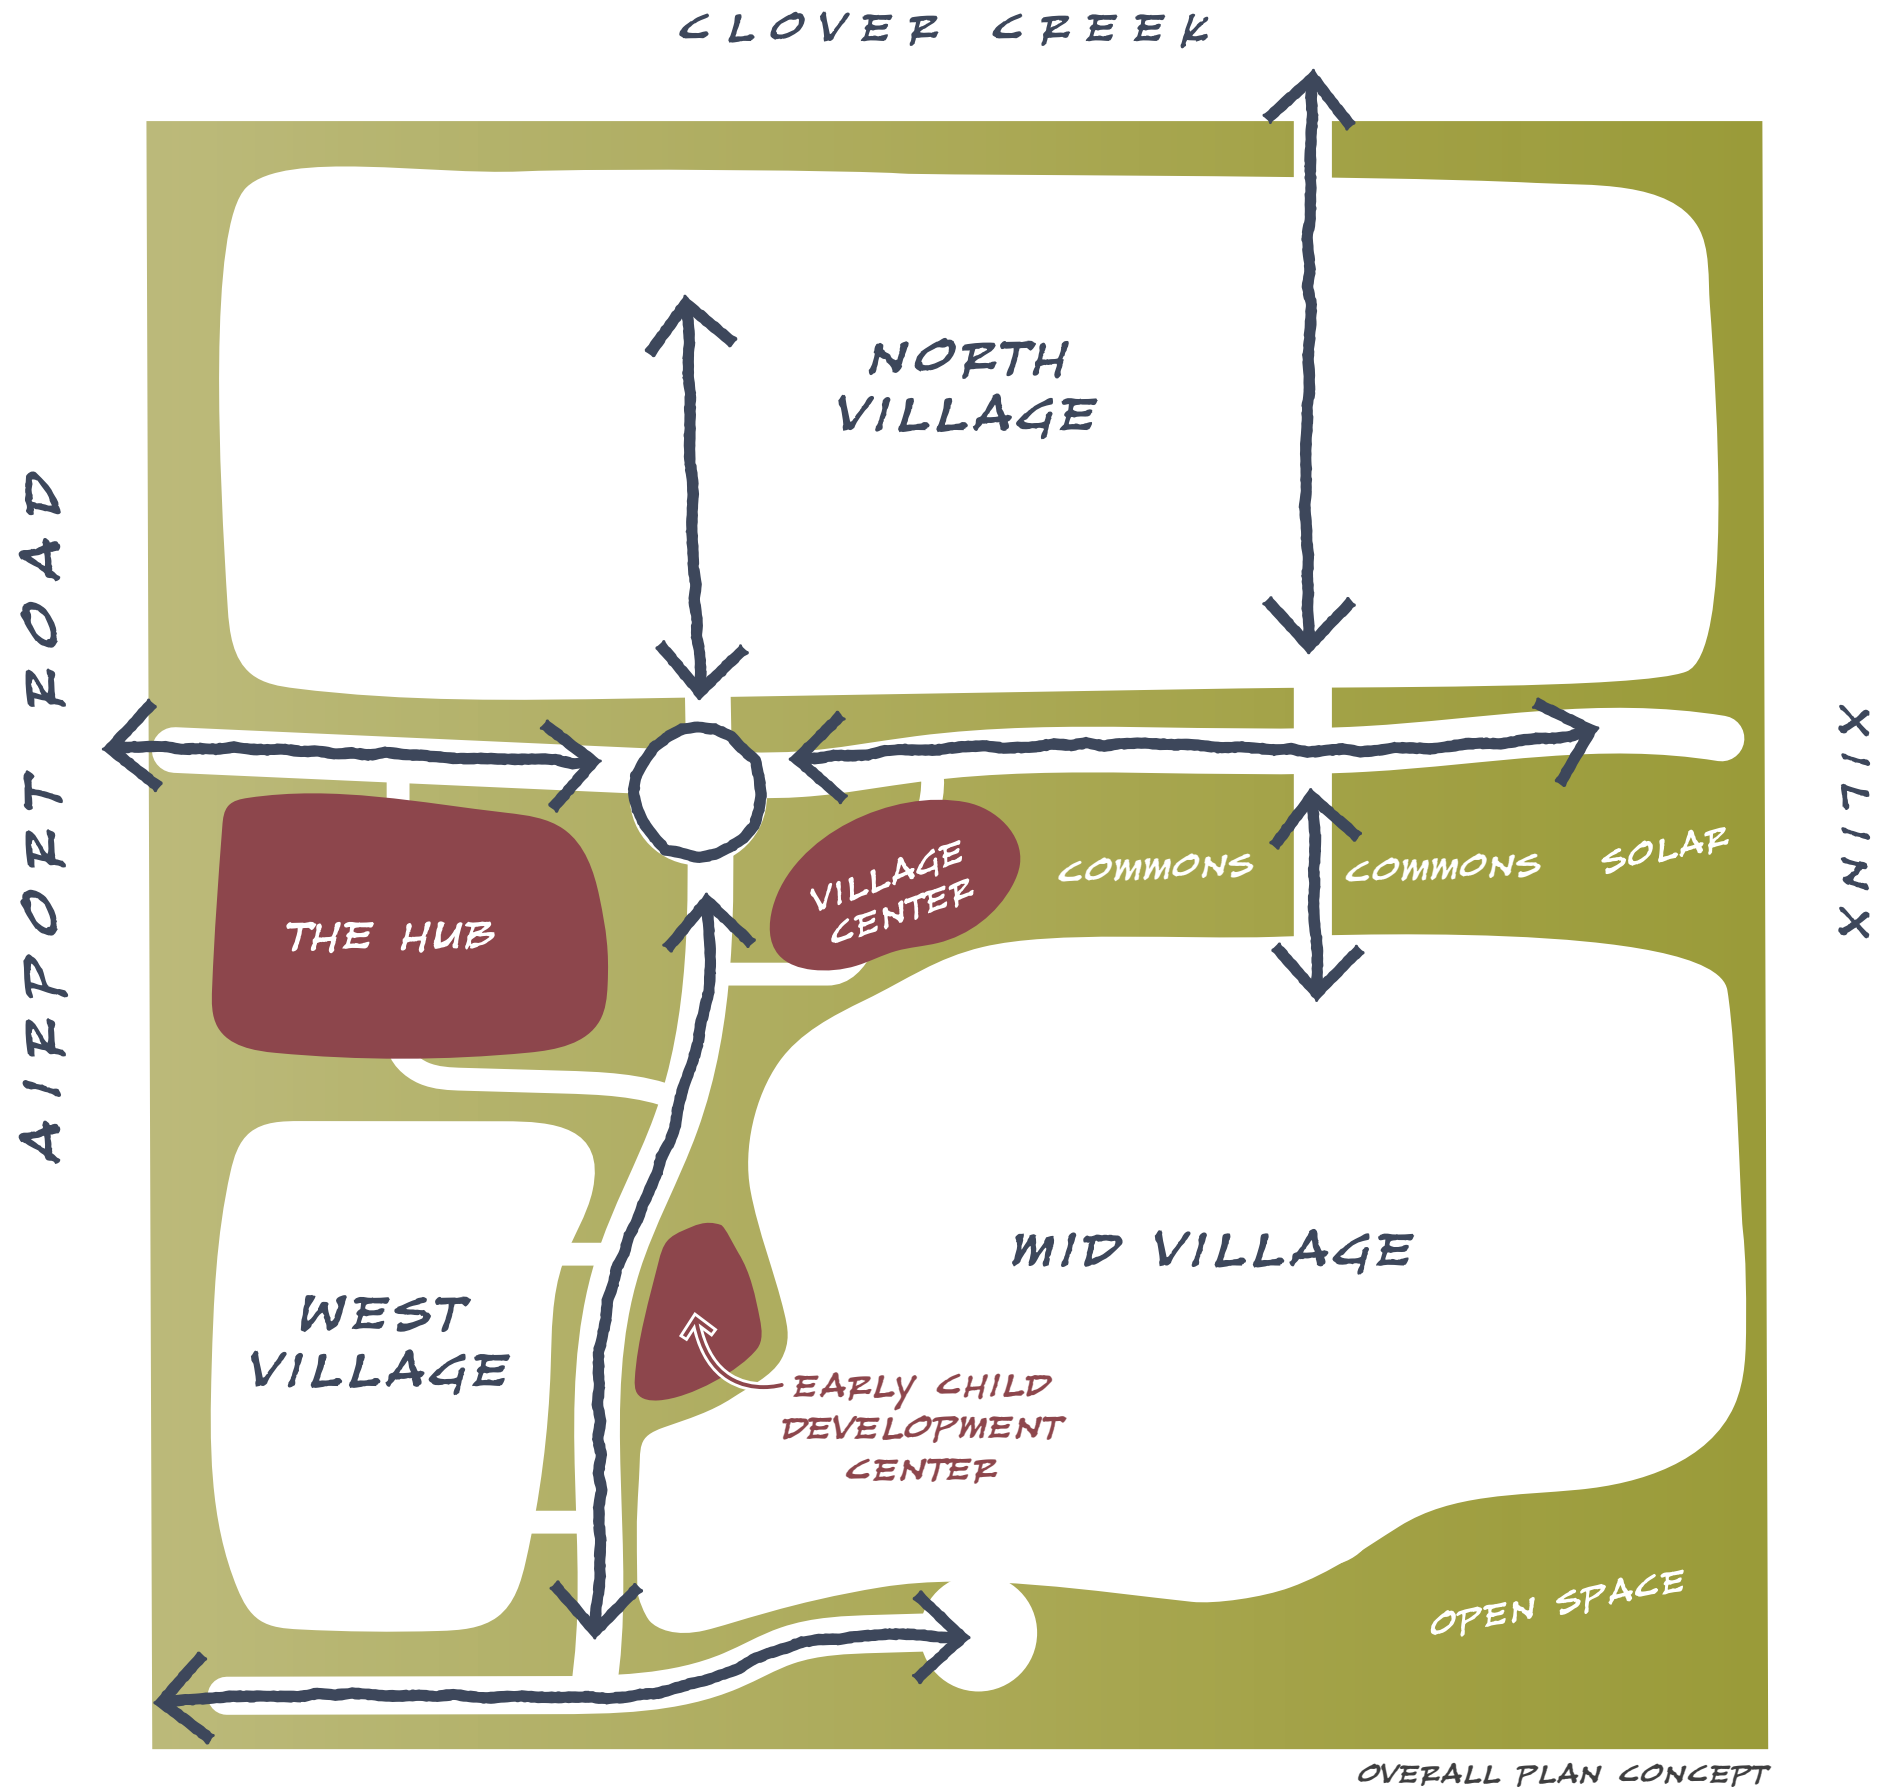 CLOVER CREEK
NORTH
VILLAGE
AIRPORT ROAD
XILINX
VILLAGE
CENTER
COMMONS
COMMONS
SOLAR
THE HUB
MID VILLAGE
WEST
VILLAGE
EARLY CHILD
DEVELOPMENT
CENTER
OPEN SPACE
OVERALL PLAN CONCEPT